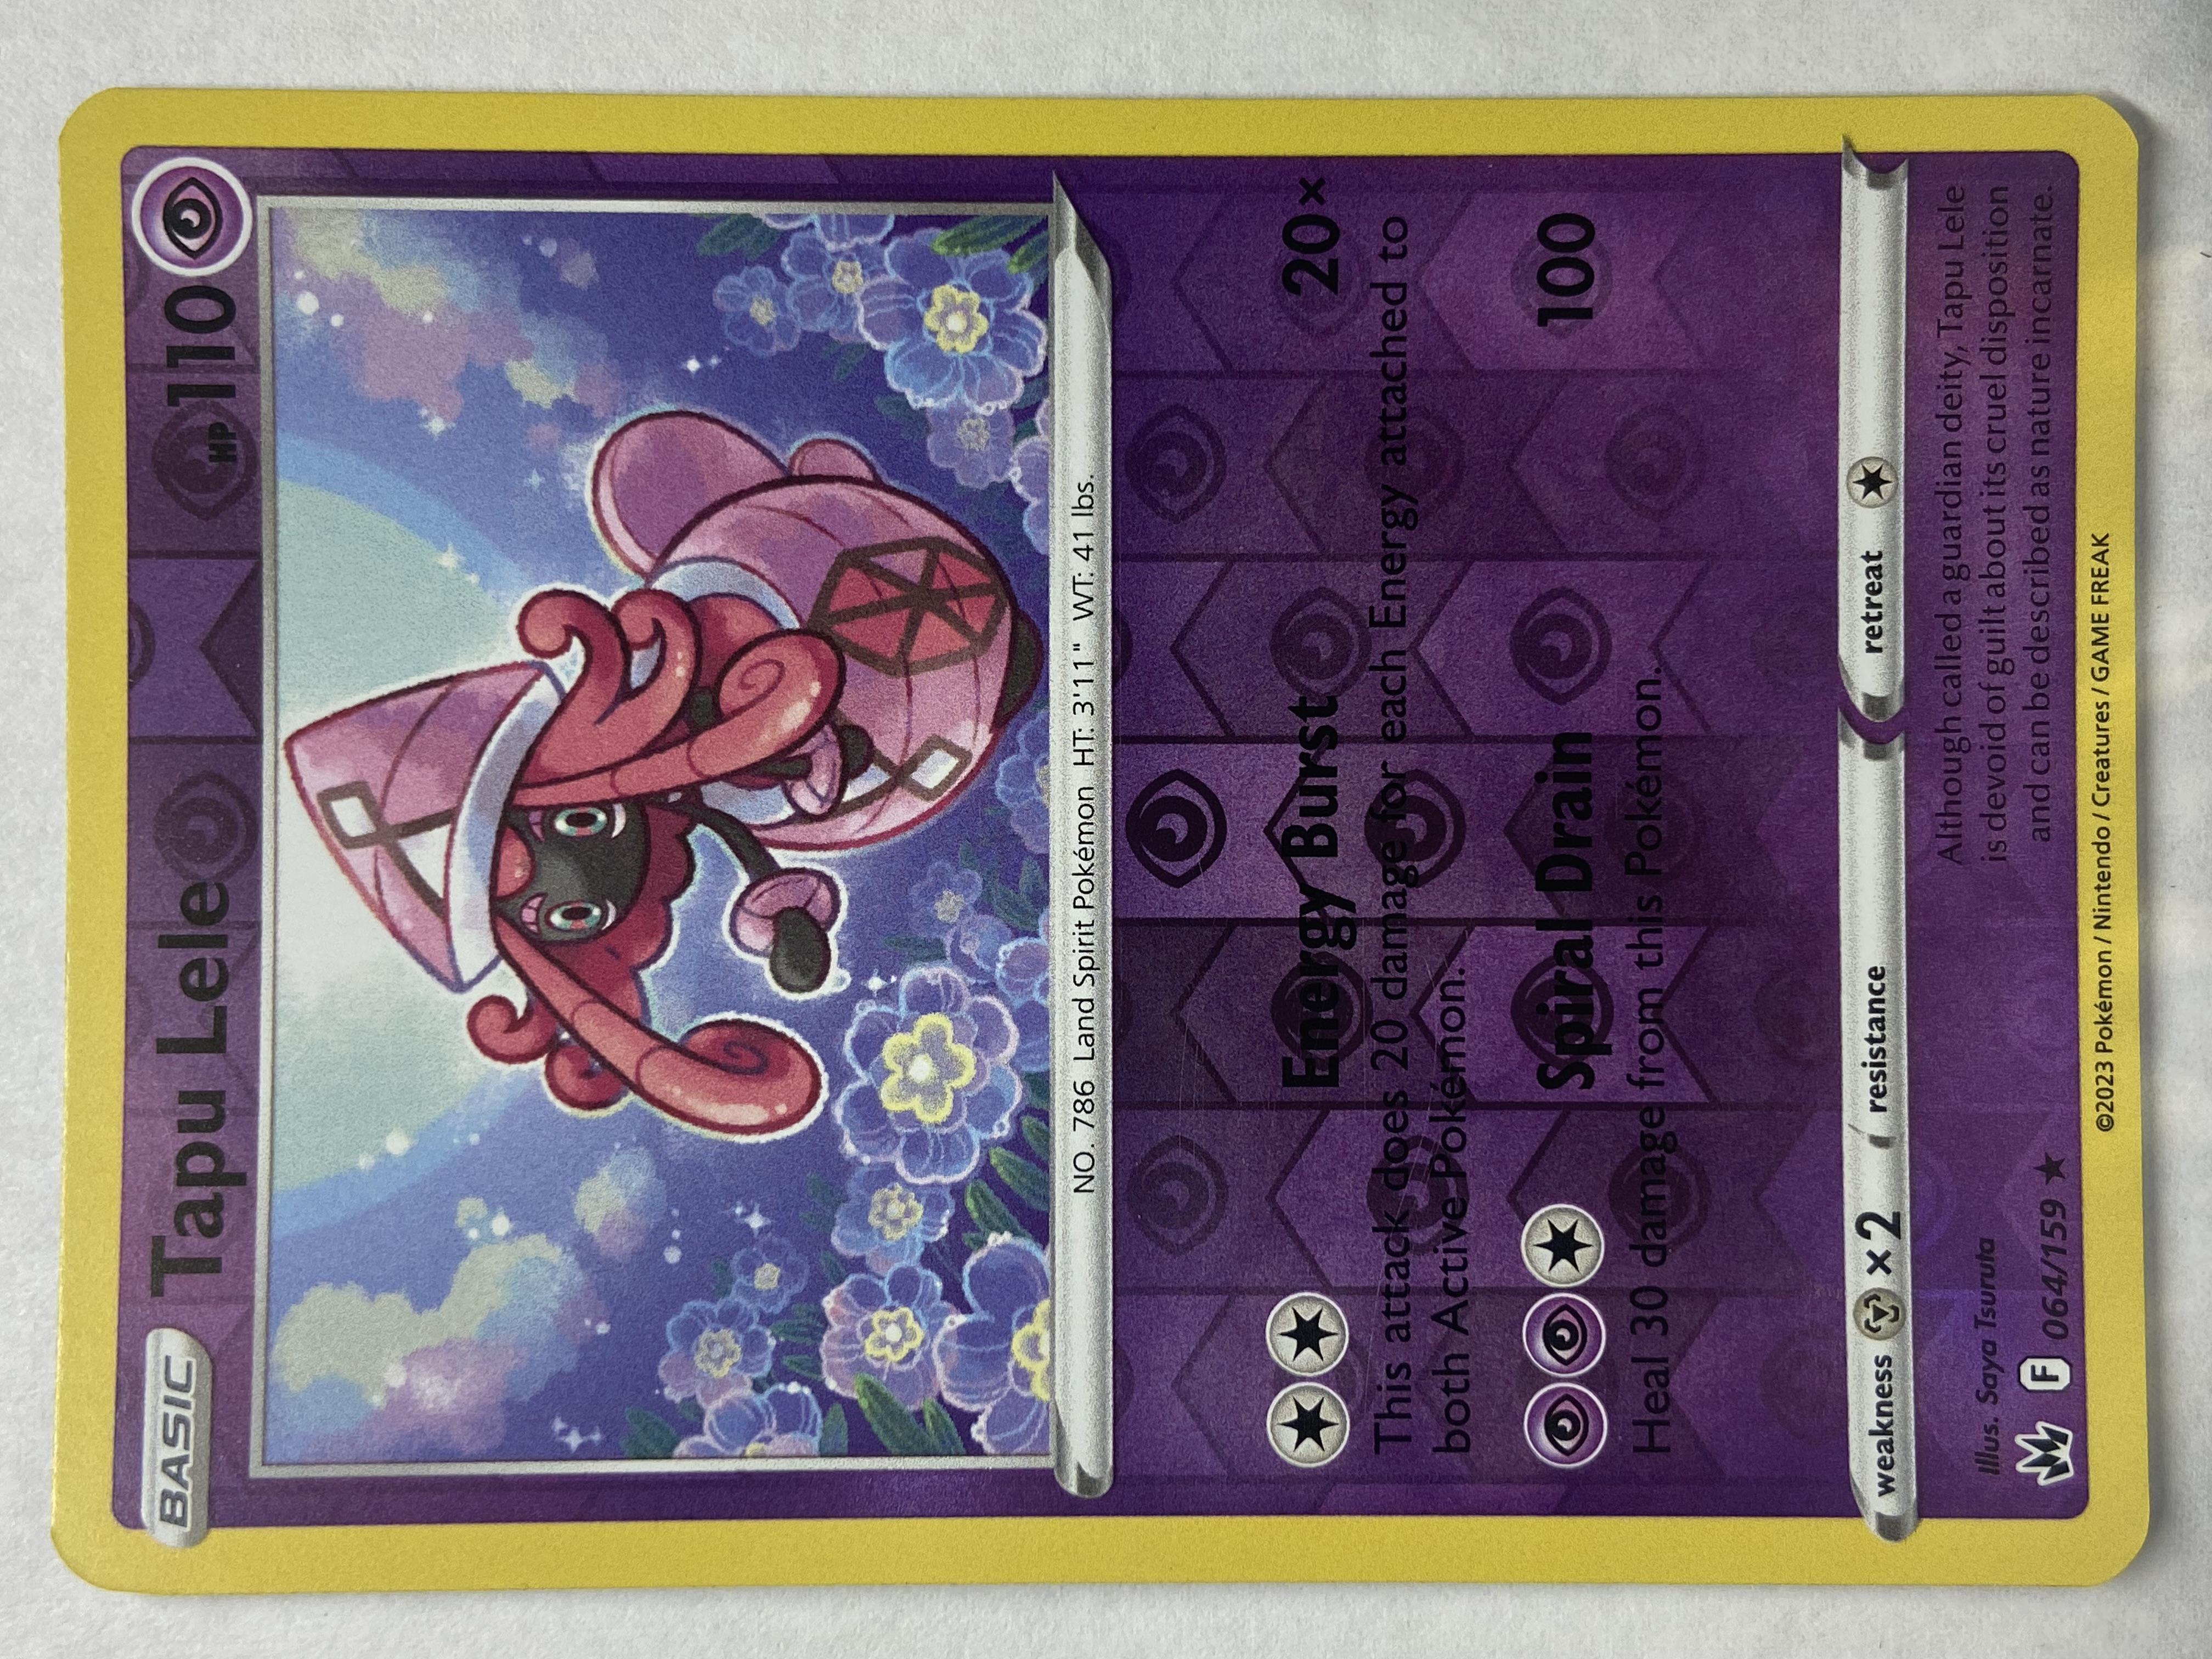 BASIC Tapu Lele HP 110
NO. 786 Land Spirit Pokémon HT: 3'11" WT: 41 lbs.
Energy Burst 20×
This attack does 20 damage for each Energy attached to
both Active Pokémon.
Spiral Drain 100
Heal 30 damage from this Pokémon.
weakness ×2 resistance retreat
Illus. Saya Tsuruta
F 064/159 ★
Although called a guardian deity, Tapu Lele
is devoid of guilt about its cruel disposition
and can be described as nature incarnate.
©2023 Pokémon / Nintendo / Creatures / GAME FREAK